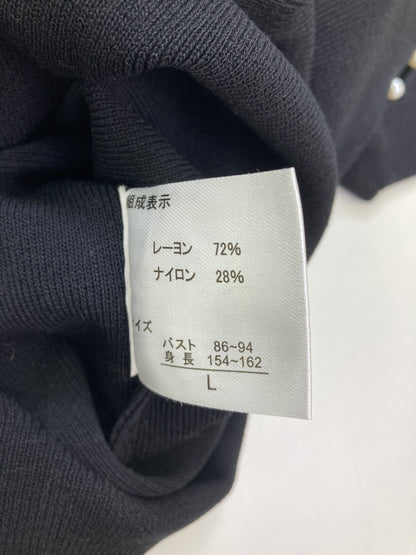 組成表示
レーヨン 72%
ナイロン 28%
イズ
バスト 86~94
身長 154~162
L